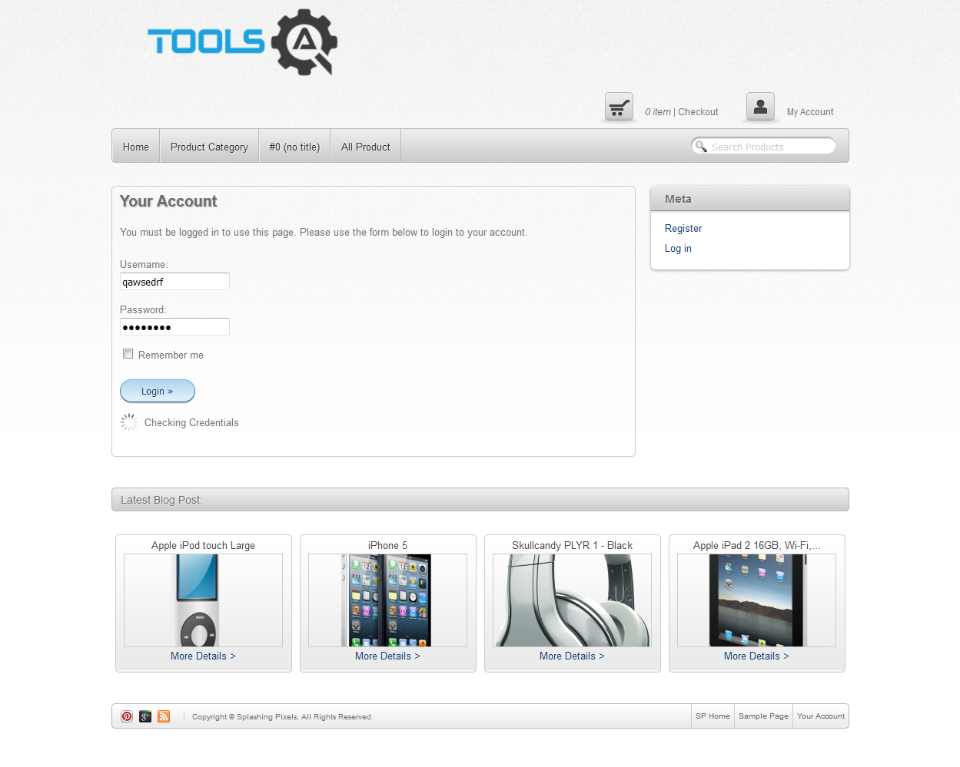 TOOLS
0 item | Checkout
My Account
Home
Product Category
#0 (no title)
All Product
Search Products
Your Account
Meta
You must be logged in to use this page. Please use the form below to login to your account.
Register
Log in
Username:
qawsedrf
Password:
••••••••
Remember me
Login »
Checking Credentials
Latest Blog Post:
Apple iPod touch Large
iPhone 5
Skullcandy PLYR 1 - Black
Apple iPad 2 16GB, Wi-Fi,...
More Details >
More Details >
More Details >
More Details >
Copyright © Splashing Pixels, All Rights Reserved
SP Home
Sample Page
Your Account